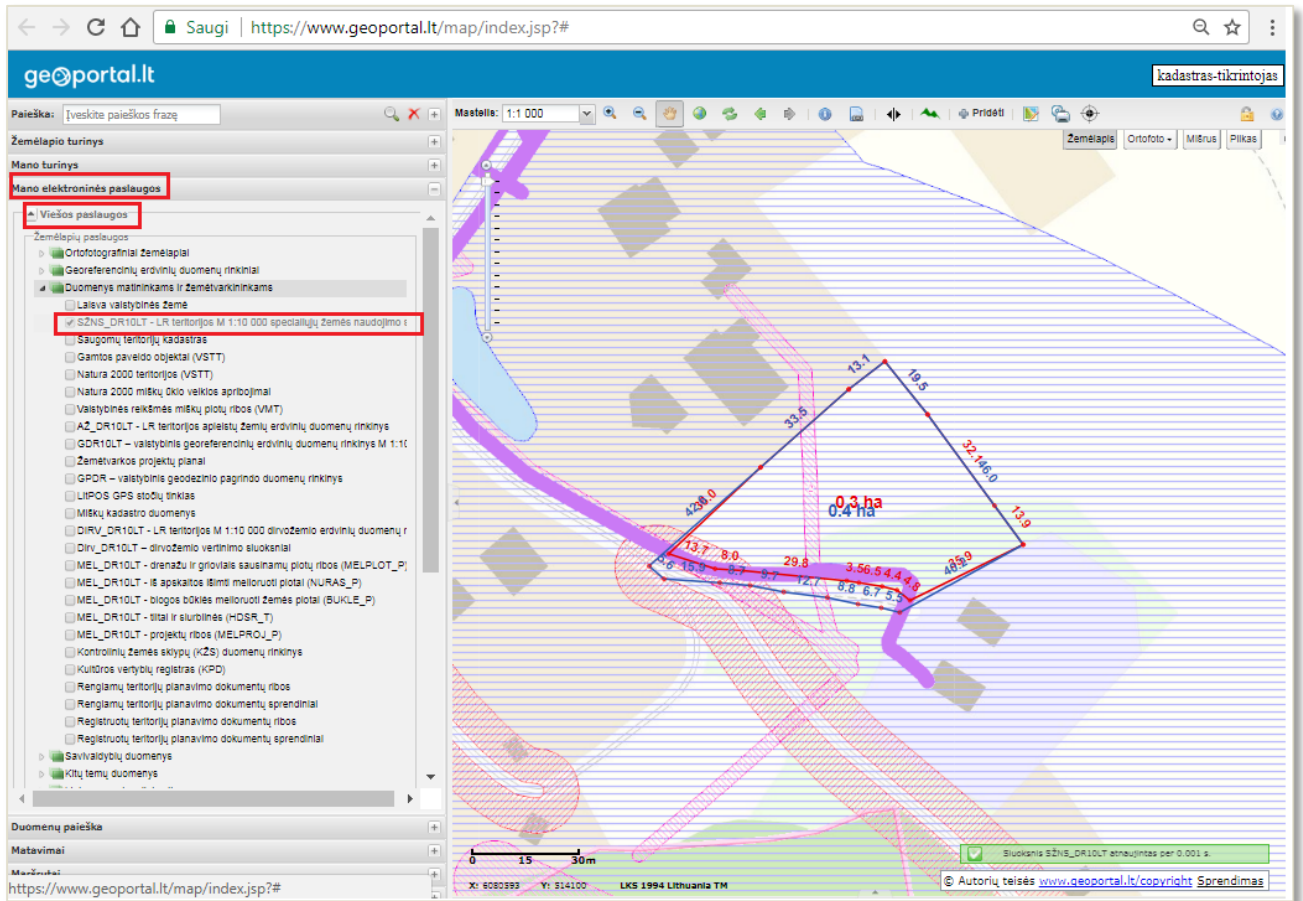 Saugi | https://www.geoportal.lt/map/index.jsp?#
geoportal.lt
kadastras-tikrintojas
Paieška: Įveskite paieškos frazę
Mastelis: 1:1 000
Pridėti
Žemėlapio turinys
Žemėlapis Ortofoto Mišrus Pilkas
Mano turinys
Mano elektroninės paslaugos
Viešos paslaugos
Žemėlapių paslaugos
Ortofotografiniai žemėlapiai
Georeferencinių erdvinių duomenų rinkiniai
Duomenys matininkams ir žemėtvarkininkams
Laisva valstybinės žemė
SŽNS_DR10LT - LR teritorijos M 1:10 000 specialiųjų žemės naudojimo s
Saugomų teritorijų kadastras
Gamtos paveldo objektai (VSTT)
Natura 2000 teritorijos (VSTT)
Natura 2000 miškų ūkio veiklos apribojimai
Valstybinės reikšmės miškų plotų ribos (VMT)
AŽ_DR10LT - LR teritorijos apleistų žemių erdvinių duomenų rinkinys
GDR10LT – valstybinis georeferencinių erdvinių duomenų rinkinys M 1:10
Žemėtvarkos projektų planai
GPDR – valstybinis geodezinio pagrindo duomenų rinkinys
LitPOS GPS stočių tinklas
Miškų kadastro duomenys
DIRV_DR10LT - LR teritorijos M 1:10 000 dirvožemio erdvinių duomenų r
Dirv_DR10LT – dirvožemio vertinimo sluoksniai
MEL_DR10LT - drenažu ir grioviais sausinamų plotų ribos (MELPLOT_P)
MEL_DR10LT - iš apskaitos išimti melioruoti plotai (NURAS_P)
MEL_DR10LT - blogos būklės melioruoti žemės plotai (BUKLE_P)
MEL_DR10LT - tiltai ir siurblinės (HDSR_T)
MEL_DR10LT - projektų ribos (MELPROJ_P)
Kontrolinių žemės sklypų (KŽS) duomenų rinkinys
Kultūros vertybių registras (KPD)
Rengiamų teritorijų planavimo dokumentų ribos
Rengiamų teritorijų planavimo dokumentų sprendiniai
Registruotų teritorijų planavimo dokumentų ribos
Registruotų teritorijų planavimo dokumentų sprendiniai
Savivaldybių duomenys
Kitų temų duomenys
Duomenų paieška
Matavimai
Maršrutai
https://www.geoportal.lt/map/index.jsp?#
13.1
19.5
33.5
32.1
46.0
0.3 ha
0.4 ha
13.9
13.7 8.0 29.8 3.5 6.5 4.4 4.8
5.6 15.9 8.7 9.7 12.7 8.8 6.7 5.5
0 15 30m
Sluoksnis SŽNS_DR10LT atnaujintas per 0.001 s.
X: 6080393 Y: 514100 LKS 1994 Lithuania TM
© Autorių teisės www.geoportal.lt/copyright Sprendimas